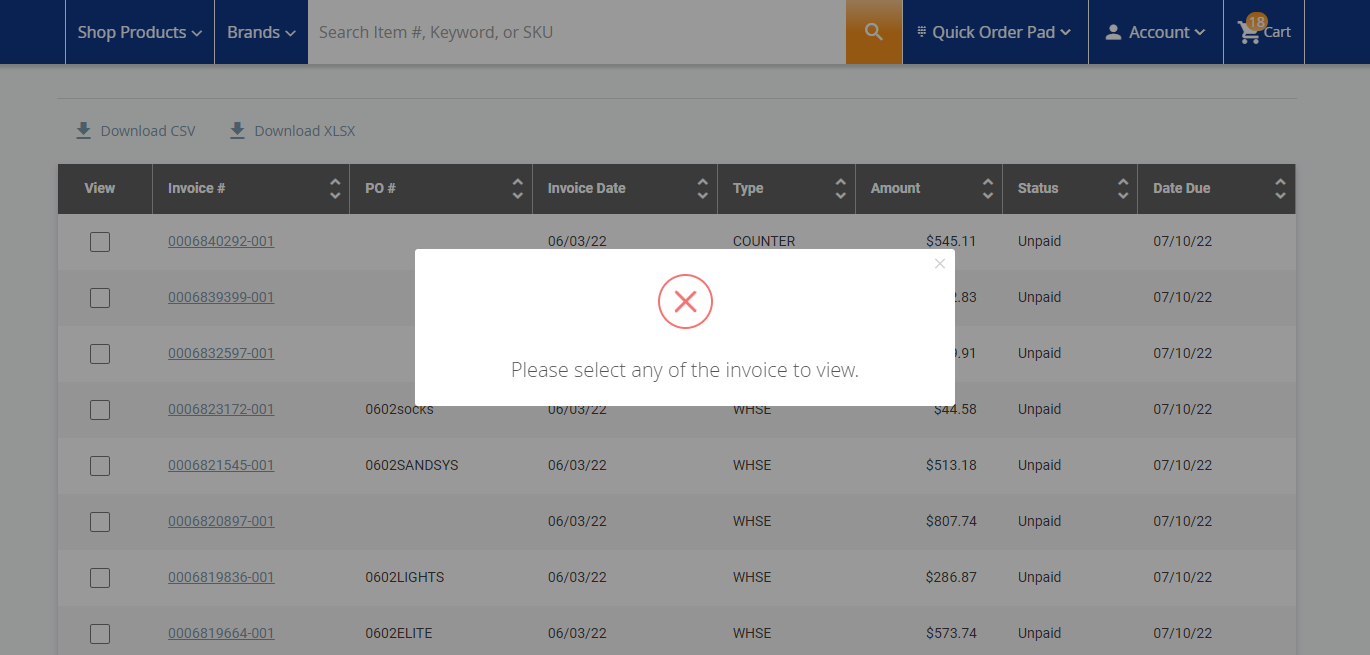 Shop Products Brands Search Item #, Keyword, or SKU Quick Order Pad Account 18 Cart
Download CSV Download XLSX
View Invoice # PO # Invoice Date Type Amount Status Date Due
0006840292-001 06/03/22 COUNTER $545.11 Unpaid 07/10/22
0006839399-001 .83 Unpaid 07/10/22
0006832597-001 .91 Unpaid 07/10/22
Please select any of the invoice to view.
0006823172-001 0602socks 06/03/22 WHSE $44.58 Unpaid 07/10/22
0006821545-001 0602SANDSYS 06/03/22 WHSE $513.18 Unpaid 07/10/22
0006820897-001 06/03/22 WHSE $807.74 Unpaid 07/10/22
0006819836-001 0602LIGHTS 06/03/22 WHSE $286.87 Unpaid 07/10/22
0006819664-001 0602ELITE 06/03/22 WHSE $573.74 Unpaid 07/10/22